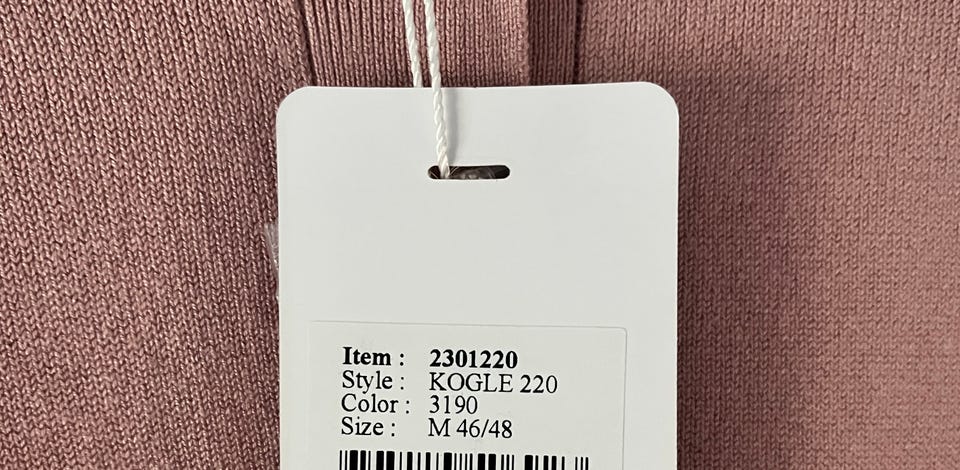 Item : 2301220
Style : KOGLE 220
Color : 3190
Size : M 46/48